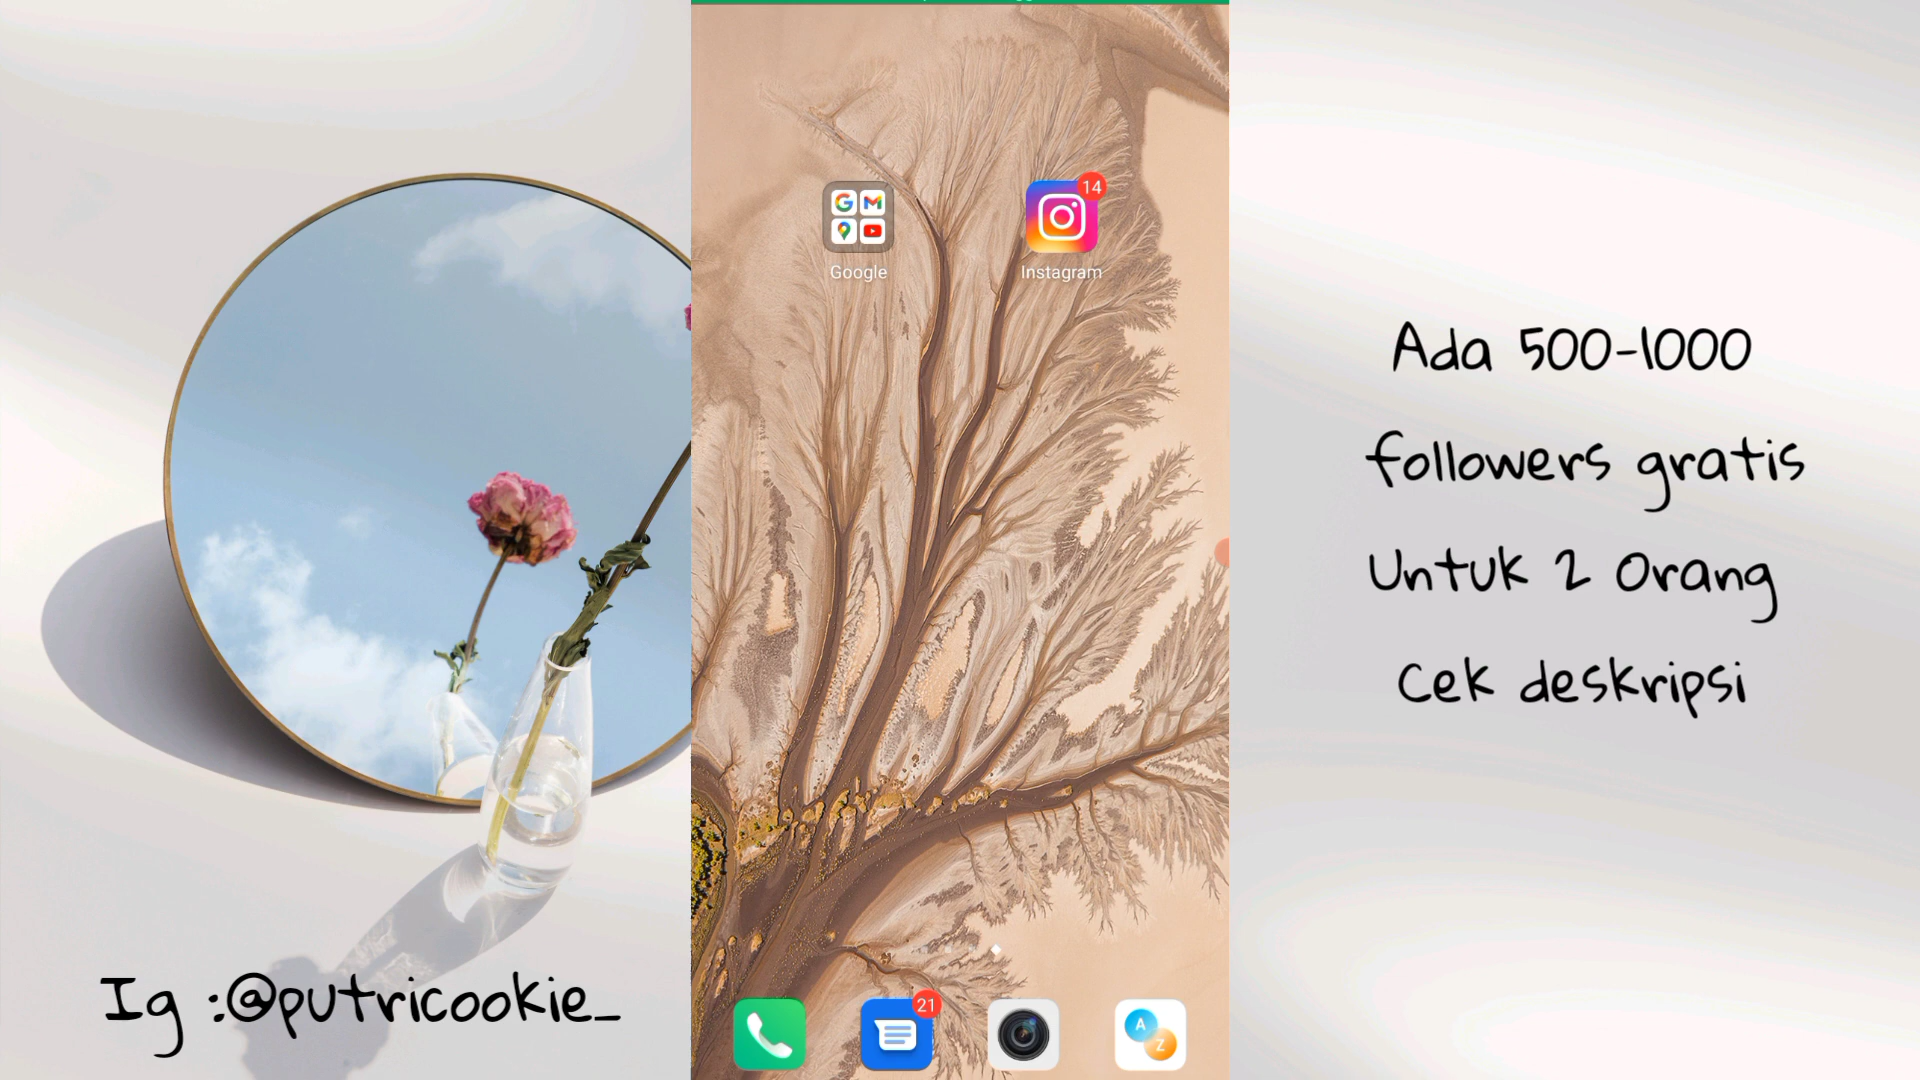 14
Google
Instagram
Ada 500-1000
followers gratis
Untuk 2 Orang
Cek deskripsi
Ig :@putricookie_
21
A
Z